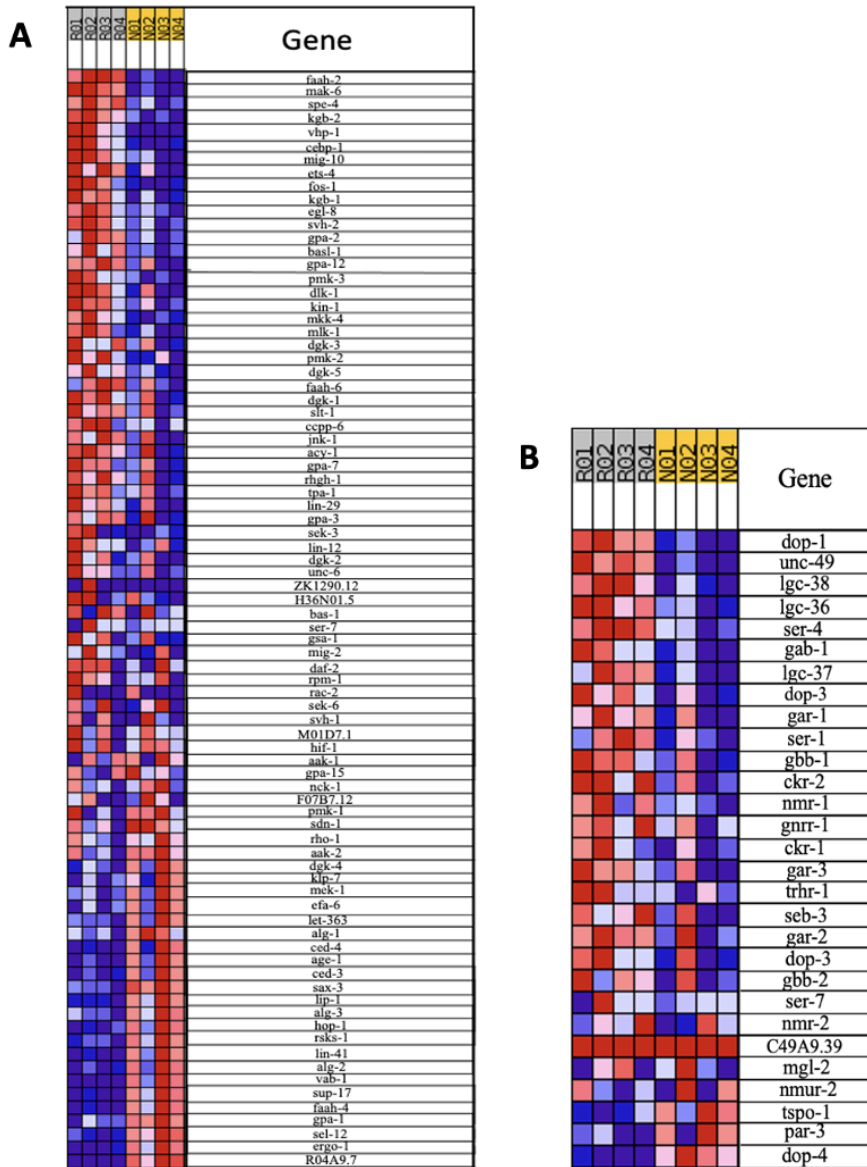 A
R01 R02 R03 R04 N01 N02 N03 N04 Gene
faah-2
mak-6
spe-4
kgb-2
vhp-1
cebp-1
mig-10
ets-4
fos-1
kgb-1
egl-8
svh-2
gpa-2
basl-1
gpa-12
pmk-3
dlk-1
kin-1
mkk-4
mlk-1
dgk-3
pmk-2
dgk-5
faah-6
dgk-1
slt-1
ccpp-6
jnk-1
acy-1
gpa-7
rhgh-1
tpa-1
lin-29
gpa-3
sek-3
lin-12
dgk-2
unc-6
ZK1290.12
H36N01.5
bas-1
ser-7
gsa-1
mig-2
daf-2
rpm-1
rac-2
sek-6
svh-1
M01D7.1
hif-1
aak-1
gpa-15
nck-1
F07B7.12
pmk-1
sdn-1
rho-1
aak-2
dgk-4
klp-7
mek-1
efa-6
let-363
alg-1
ced-4
age-1
ced-3
sax-3
lip-1
alg-3
hop-1
rsks-1
lin-41
alg-2
vab-1
sup-17
faah-4
gpa-1
sel-12
ergo-1
R04A9.7
B
R01 R02 R03 R04 N01 N02 N03 N04 Gene
dop-1
unc-49
lgc-38
lgc-36
ser-4
gab-1
lgc-37
dop-3
gar-1
ser-1
gbb-1
ckr-2
nmr-1
gnrr-1
ckr-1
gar-3
trhr-1
seb-3
gar-2
dop-3
gbb-2
ser-7
nmr-2
C49A9.39
mgl-2
nmur-2
tspo-1
par-3
dop-4